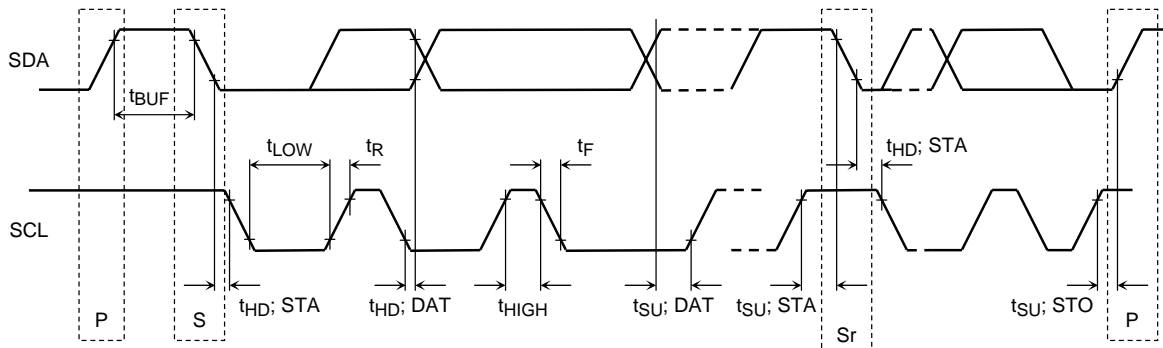 SDA
tBUF
tLOW
tR
tF
tHD; STA
SCL
tHD; STA
tHD; DAT
tHIGH
tSU; DAT
tSU; STA
tSU; STO
P
S
Sr
P